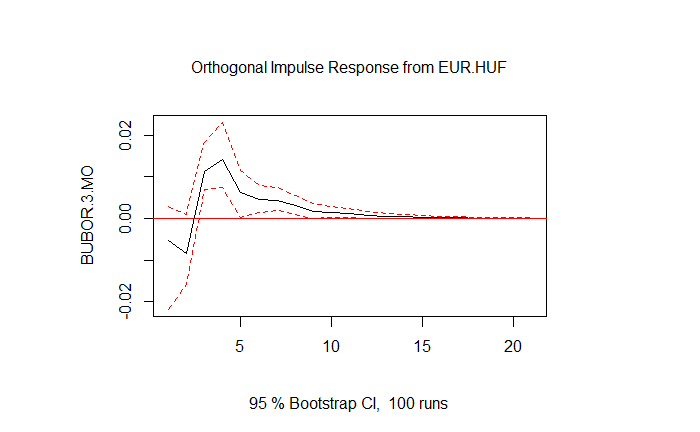 Orthogonal Impulse Response from EUR.HUF
BUBOR.3.MO
0.02
0.00
-0.02
5 10 15 20
95 % Bootstrap CI, 100 runs